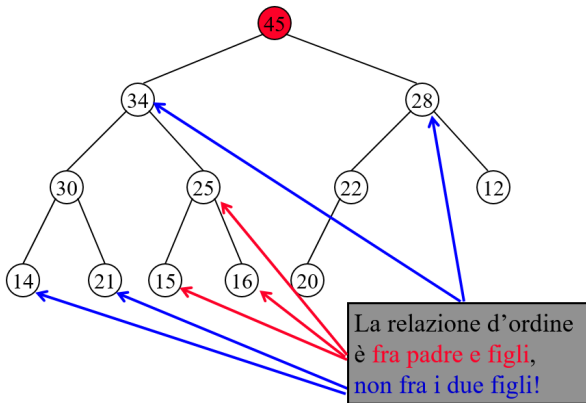 45
34 28
30 25 22 12
14 21 15 16 20
La relazione d’ordine
è fra padre e figli,
non fra i due figli!